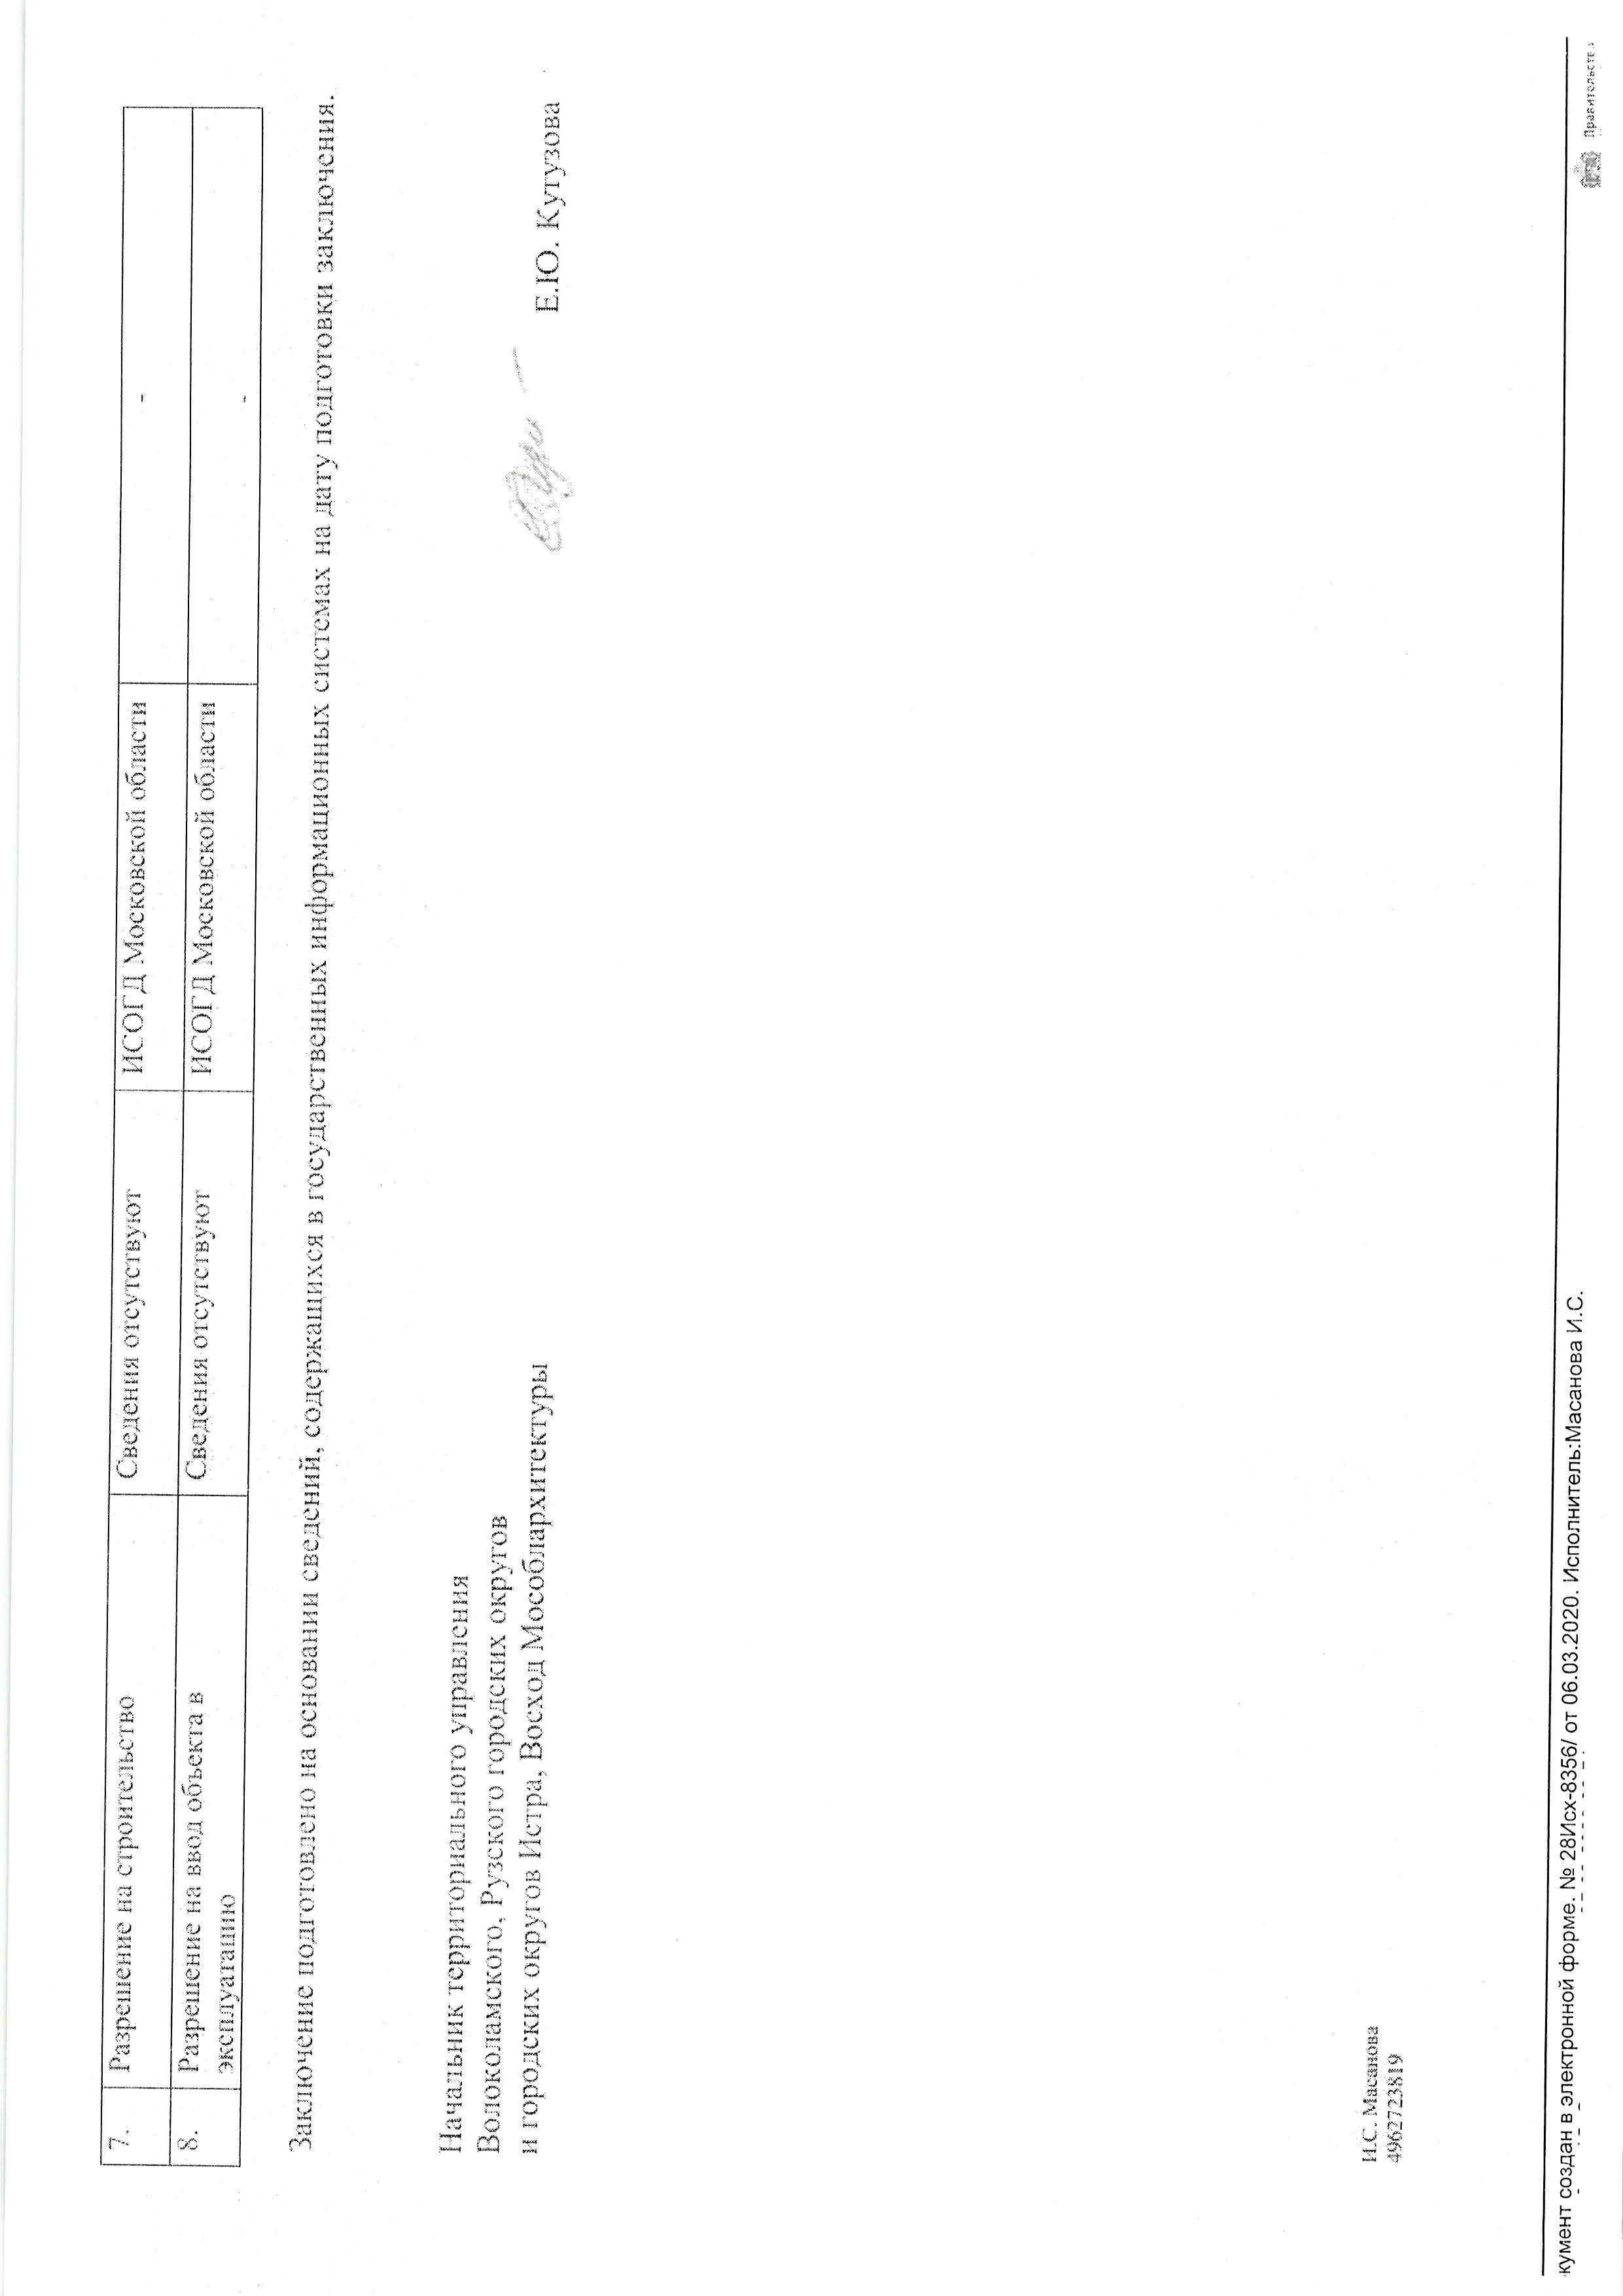 7. Разрешение на строительство Сведения отсутствуют ИСОГД Московской области -
8. Разрешение на ввод объекта в Сведения отсутствуют ИСОГД Московской области -
эксплуатацию
Заключение подготовлено на основании сведений, содержащихся в государственных информационных системах на дату подготовки заключения.
Начальник территориального управления
Волоколамского, Рузского городских округов
и городских округов Истра, Восход Мособлархитектуры Е.Ю. Кутузова
И.С. Масанова
4962723819
кумент создан в электронной форме. № 28Исх-8356/ от 06.03.2020. Исполнитель:Масанова И.С.